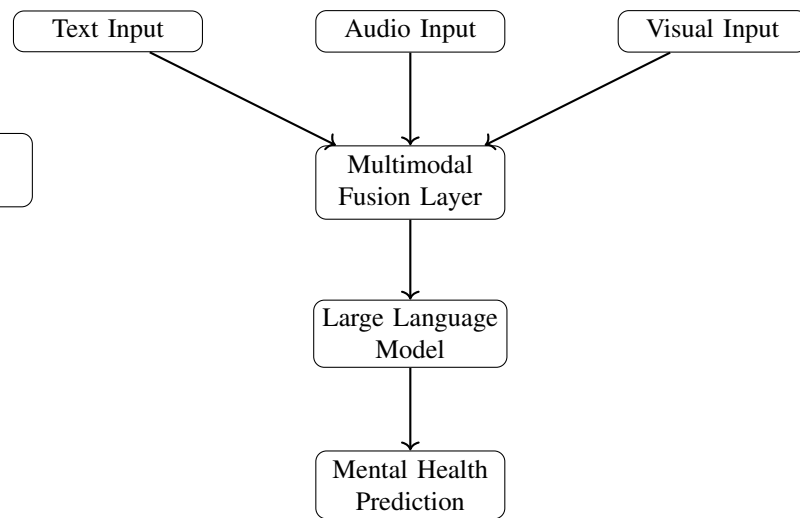 Text Input
Audio Input
Visual Input
Multimodal
Fusion Layer
Large Language
Model
Mental Health
Prediction